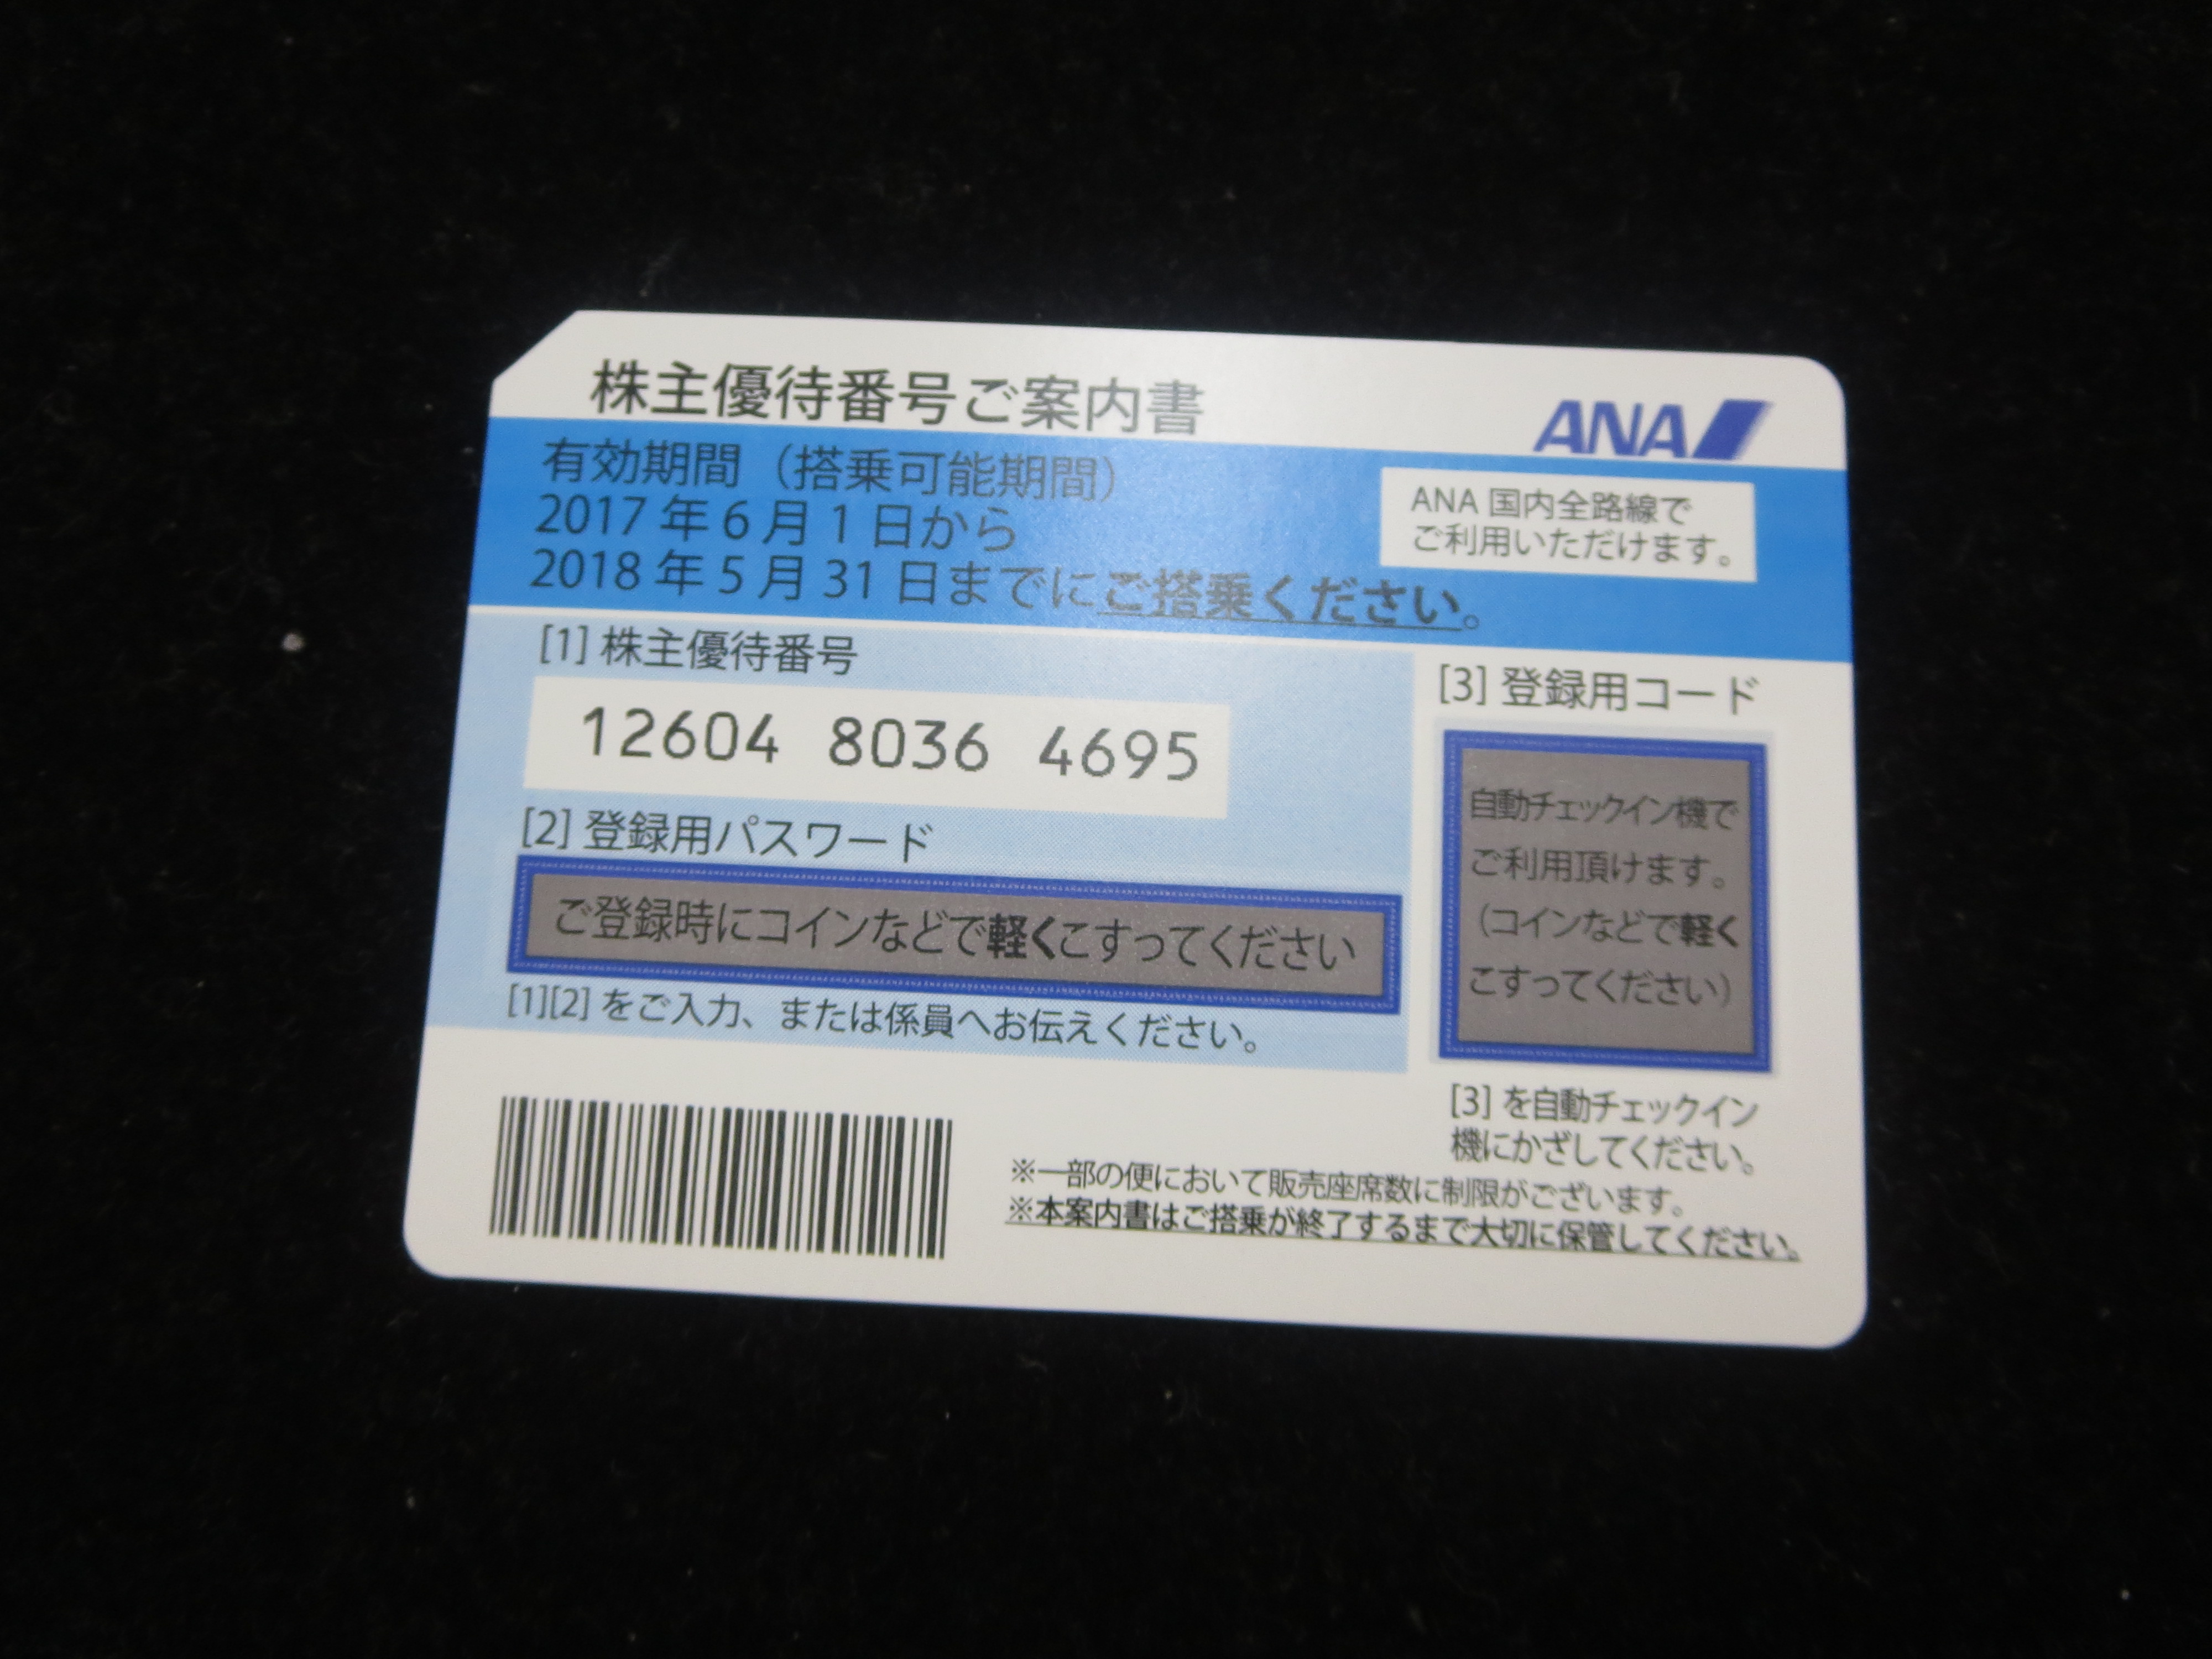 株主優待番号ご案内書
ANA
有効期間（搭乗可能期間）
2017年6月1日から
2018年5月31日までにご搭乗ください。
ANA 国内全路線で
ご利用いただけます。
[1] 株主優待番号
12604 8036 4695
[2] 登録用パスワード
ご登録時にコインなどで軽くこすってください
[1][2] をご入力、または係員へお伝えください。
[3] 登録用コード
自動チェックイン機で
ご利用頂けます。
（コインなどで軽く
こすってください）
[3] を自動チェックイン
機にかざしてください。
※一部の便において販売座席数に制限がございます。
※本案内書はご搭乗が終了するまで大切に保管してください。